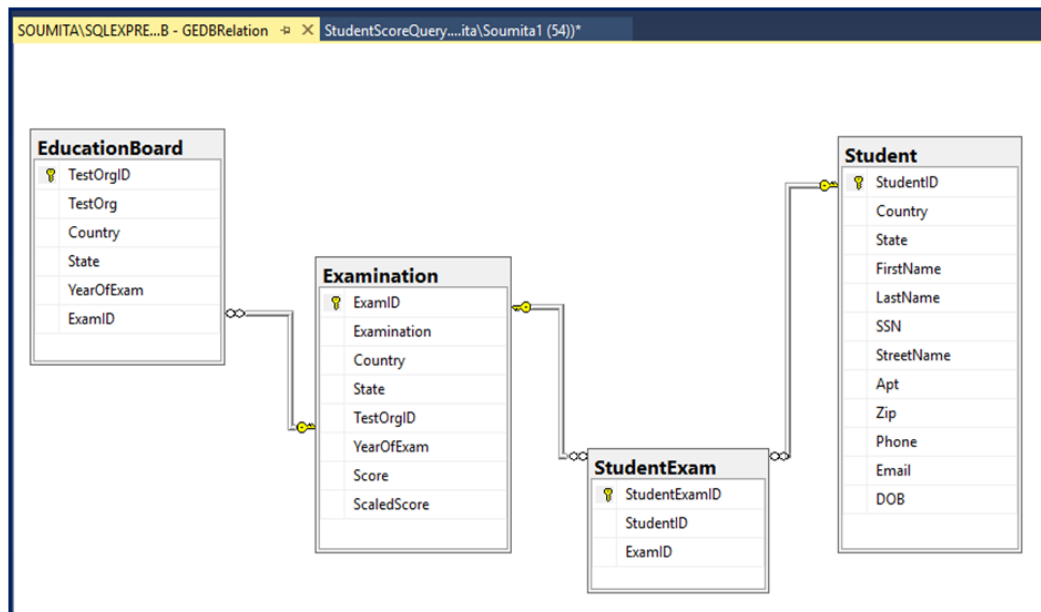 SOUMITA\SQLEXPRE...B - GEDBRelation
StudentScoreQuery....ita\Soumita1 (54))*
EducationBoard
TestOrgID
TestOrg
Country
State
YearOfExam
ExamID
Examination
ExamID
Examination
Country
State
TestOrgID
YearOfExam
Score
ScaledScore
StudentExam
StudentExamID
StudentID
ExamID
Student
StudentID
Country
State
FirstName
LastName
SSN
StreetName
Apt
Zip
Phone
Email
DOB